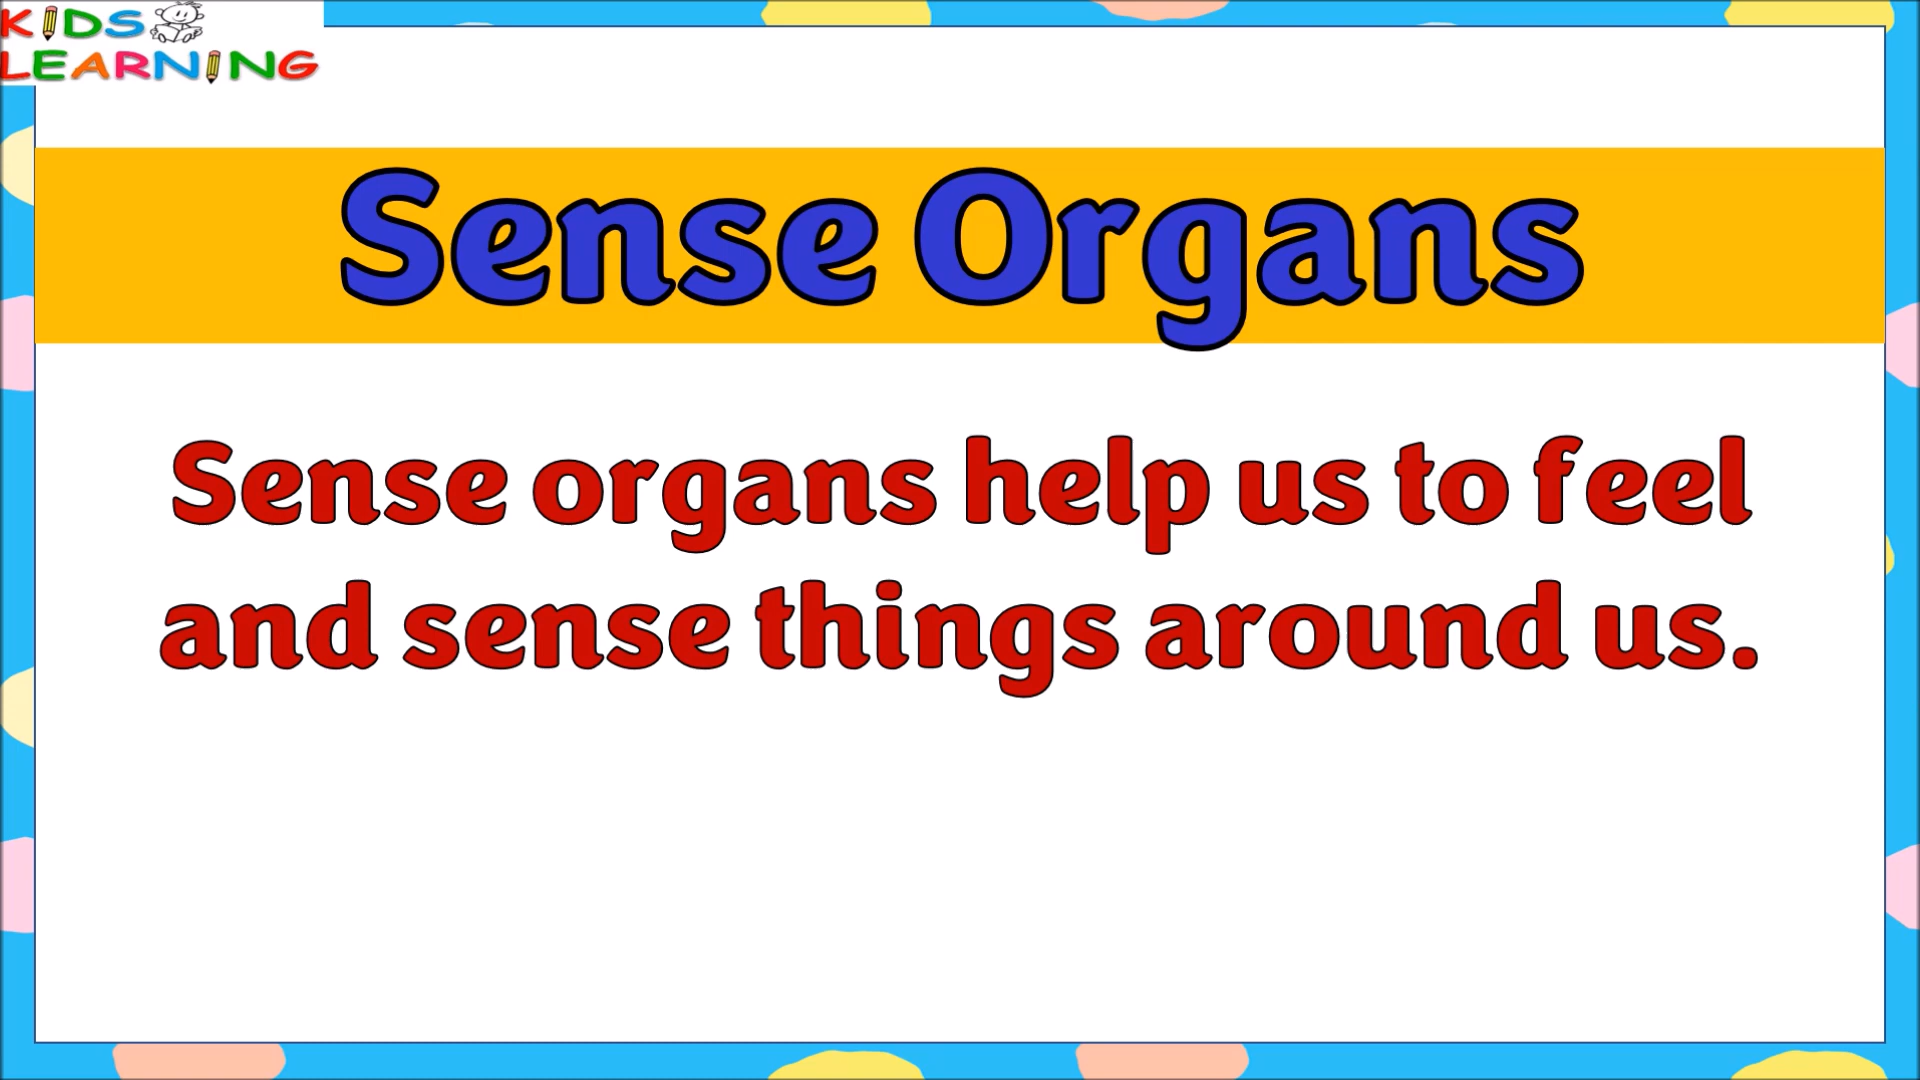 KIDS
LEARNING
Sense Organs
Sense organs help us to feel
and sense things around us.